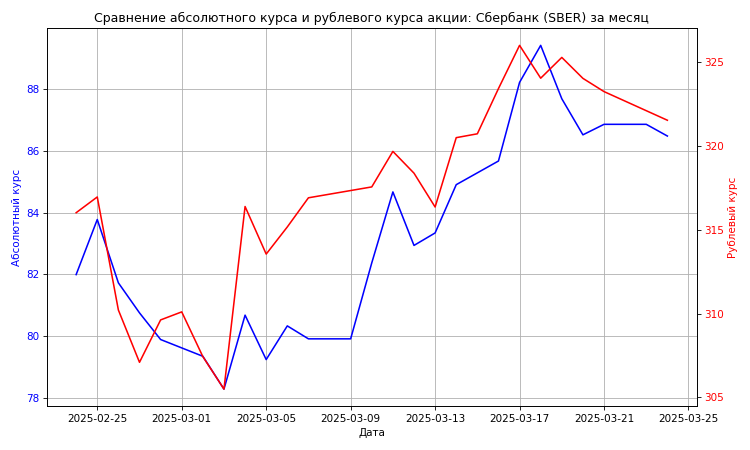 Сравнение абсолютного курса и рублевого курса акции: Сбербанк (SBER) за месяц
Абсолютный курс
88
86
84
82
80
78
325
320
315
310
305
Рублевый курс
2025-02-25 2025-03-01 2025-03-05 2025-03-09 2025-03-13 2025-03-17 2025-03-21 2025-03-25
Дата